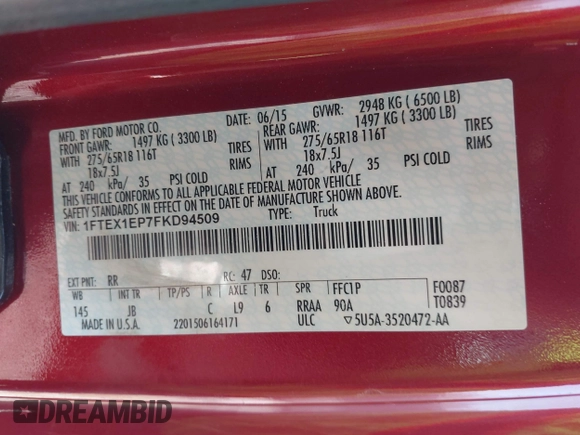 MFD. BY FORD MOTOR CO.
DATE: 06/15 GVWR: 2948 KG ( 6500 LB)
FRONT GAWR: 1497 KG ( 3300 LB) REAR GAWR: 1497 KG ( 3300 LB)
WITH 275/65R18 116T TIRES WITH 275/65R18 116T TIRES
18x7.5J RIMS 18x7.5J RIMS
AT 240 kPa/ 35 PSI COLD AT 240 kPa/ 35 PSI COLD
THIS VEHICLE CONFORMS TO ALL APPLICABLE FEDERAL MOTOR VEHICLE
SAFETY STANDARDS IN EFFECT ON THE DATE OF MANUFACTURE SHOWN ABOVE.
VIN: 1FTEX1EP7FKD94509
TYPE: Truck
EXT PNT: RR RC: 47 DSO:
WB INT TR TP/PS R AXLE TR SPR FFC1P F0087
145 JB C L9 6 RRAA 90A T0839
MADE IN U.S.A. 2201506164171 ULC ▽5U5A-3520472-AA
DREAMBID